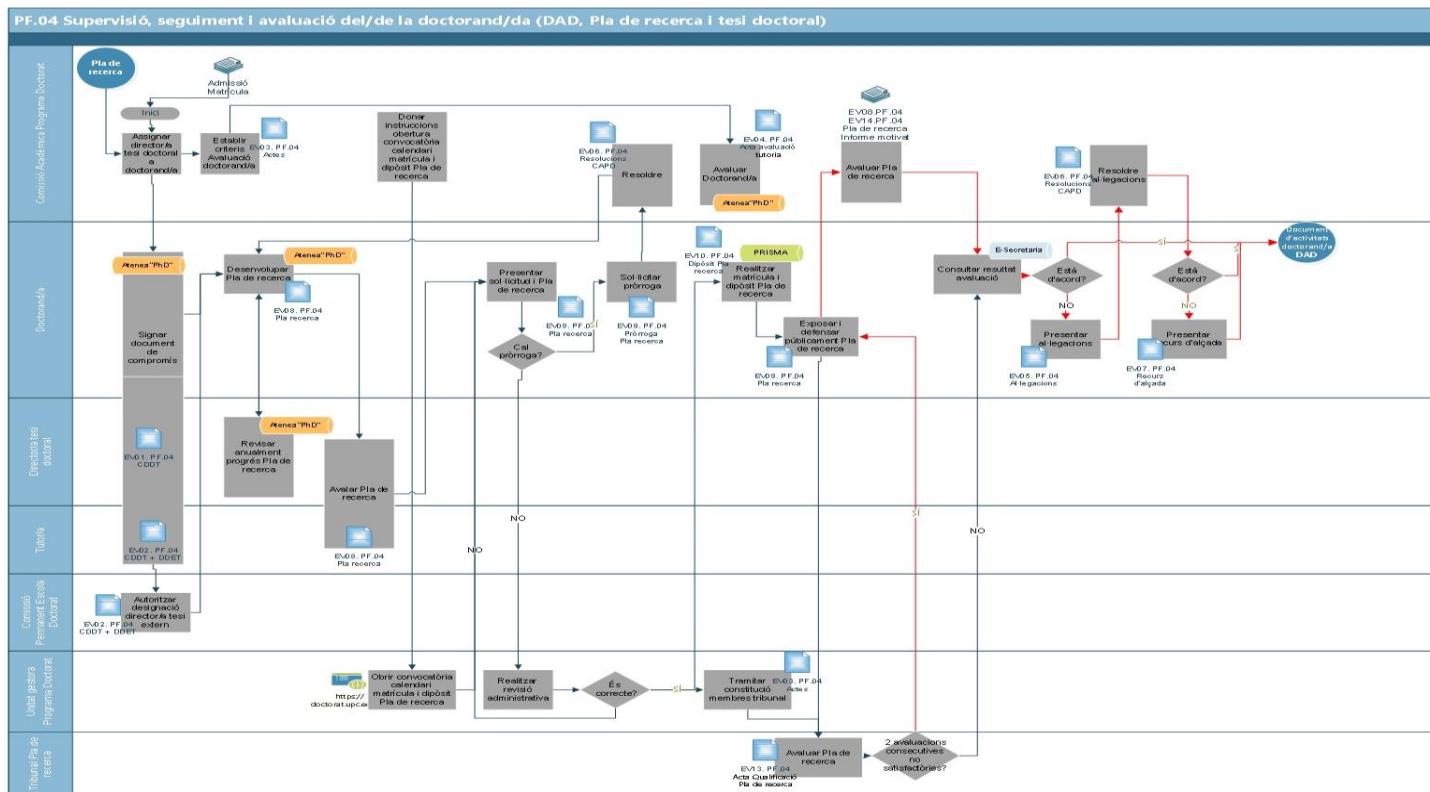 PF.04 Supervisió, seguiment i avaluació del/de la doctorand/da (DAD, Pla de recerca i tesi doctoral)
Comissió Acadèmica Programa Doctorat
Pla de
recerca
Admissió
Matrícula
Inici
Assignar
director/a
tesi doctoral
a
doctorand/a
Establir
criteris
Avaluació
doctorand/a
EV03. PF.04
Actes
Donar
instruccions
obertura
convocatòria
calendari
matrícula i
dipòsit Pla de
recerca
EV06. PF.04
Resolucions
CAPD
Resoldre
EV04. PF.04
Acta avaluació
tutoria
Avaluar
Doctorand/a
Atenea"PhD"
EV08.PF.04
EV14.PF.04
Pla de recerca
Informe motivat
Avaluar Pla de
recerca
EV06. PF.04
Resolucions
CAPD
Resoldre
al·legacions
Doctorand/a
Atenea"PhD"
Signar
document de
compromís
Atenea"PhD"
Desenvolupar
Pla de recerca
EV08. PF.04
Pla recerca
Presentar
sol·licitud i Pla
de recerca
Pla recerca
Cal
pròrroga?
SÍ
Sol·licitar
pròrroga
EV09. PF.04
Pròrroga
Pla recerca
EV10. PF.04
Dipòsit Pla
recerca
PRISMA
Realitzar
matrícula i
dipòsit Pla de
recerca
Exposar i
defensar
públicament Pla
de recerca
EV08. PF.04
Pla recerca
E-Secretaria
Consultar resultat
avaluació
Està
d'acord?
SÍ
NO
Presentar
al·legacions
EV05. PF.04
Al·legacions
Està
d'acord?
SÍ
NO
Presentar
recurs d'alçada
EV07. PF.04
Recurs
d'alçada
Document
d'activitats
doctorand/a
DAD
Director/a tesi
doctoral
EV01. PF.04
CDDT
Atenea"PhD"
Revisar
anualment
progrés Pla de
recerca
Avalar Pla de
recerca
Tutor/a
EV02. PF.04
CDDT + DDET
EV08. PF.04
Pla recerca
NO
NO
SÍ
NO
Comissió
Permanent Escola
Doctorat
EV02. PF.04
CDDT + DDET
Autoritzar
designació
director/a tesi
extern
Unitat gestora
Programa Doctorat
https://
doctorat.upc.edu
Obrir convocatòria
calendari
matrícula i dipòsit
Pla de recerca
Realitzar
revisió
administrativa
És
correcte?
SÍ
Tramitar
constitució
membres tribunal
EV03. PF.04
Actes
Tribunal Pla de
recerca
EV13. PF.04
Acta Qualificació
Pla de recerca
Avaluar Pla de
recerca
2 avaluacions
consecutives
no
satisfactòries?